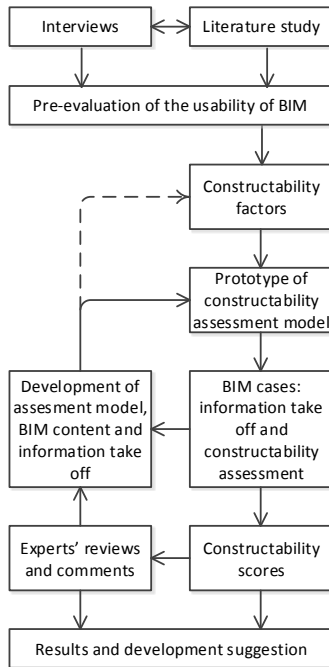 Interviews
Literature study
Pre-evaluation of the usability of BIM
Constructability
factors
Prototype of
constructability
assessment model
Development of
assesment model,
BIM content and
information take
off
BIM cases:
information take
off and
constructability
assessment
Experts' reviews
and comments
Constructability
scores
Results and development suggestion